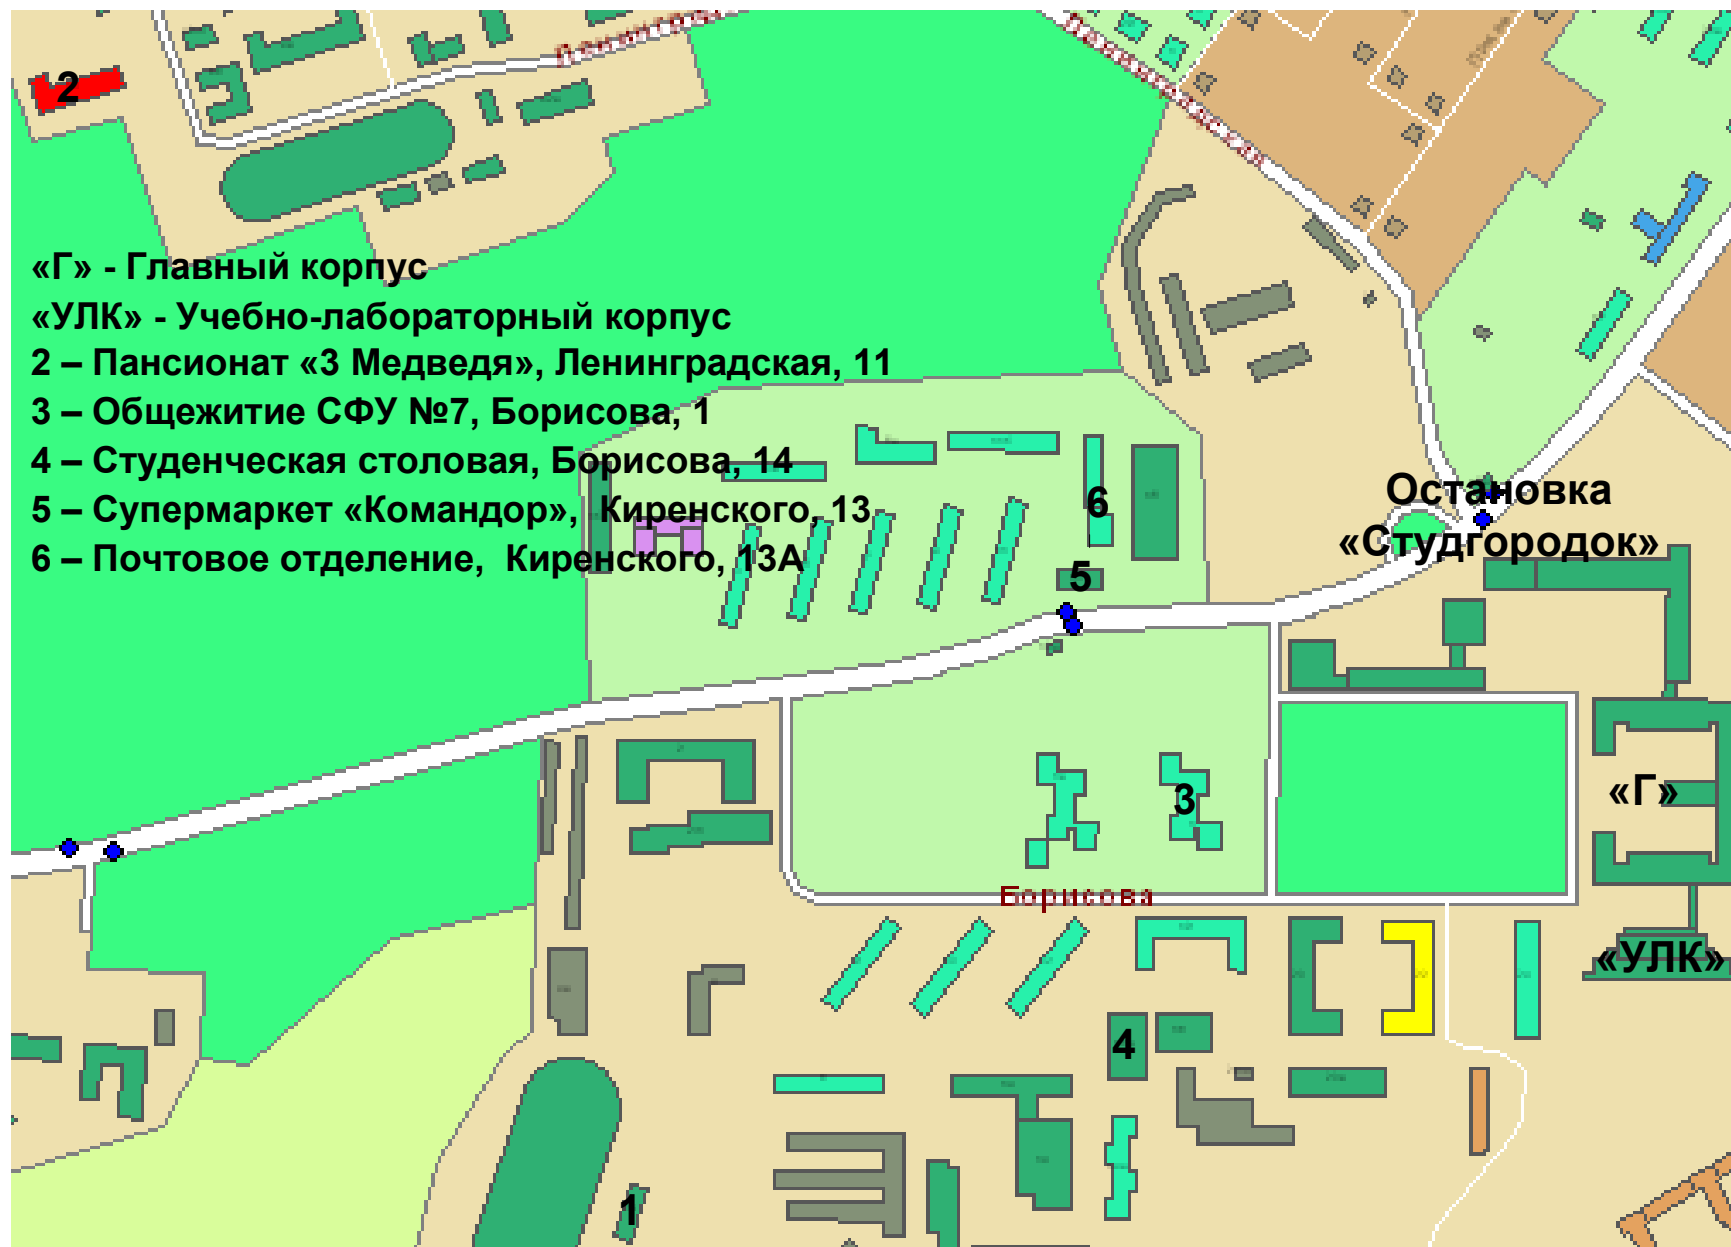 Ленинград
Ленинградская
2
«Г» - Главный корпус
«УЛК» - Учебно-лабораторный корпус
2 – Пансионат «3 Медведя», Ленинградская, 11
3 – Общежитие СФУ №7, Борисова, 1
4 – Студенческая столовая, Борисова, 14
5 – Супермаркет «Командор», Киренского, 13
6 – Почтовое отделение, Киренского, 13А
6
5
Остановка
«Студгородок»
3
«Г»
Борисова
«УЛК»
4
1